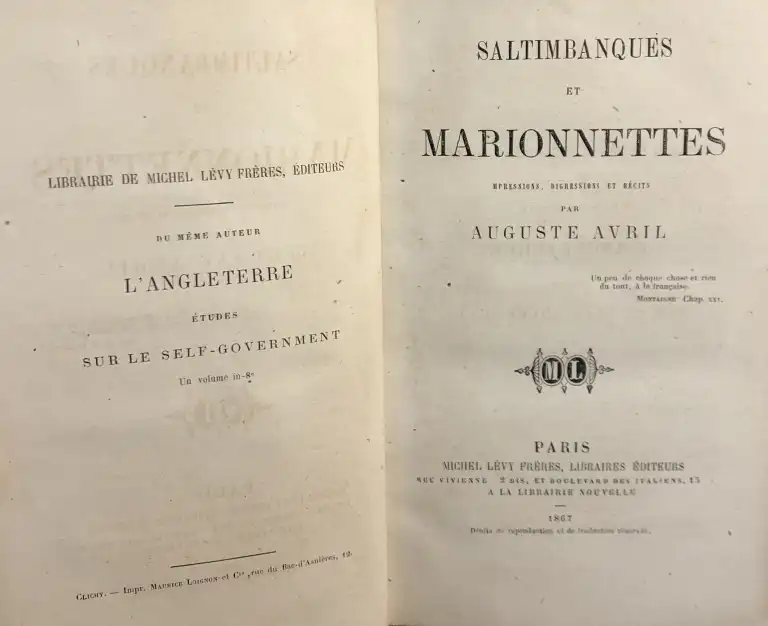 LIBRAIRIE DE MICHEL LÉVY FRÈRES, ÉDITEURS
DU MÊME AUTEUR
L'ANGLETERRE
ÉTUDES
SUR LE SELF-GOVERNMENT
Un volume in-8º
CLICHY. — Impr. MAURICE LOIGNON et Cie, rue du Bac-d'Asnières, 12.
SALTIMBANQUES
ET
MARIONNETTES
MPRESSIONS, DIGRESSIONS ET RÉCITS
PAR
AUGUSTE AVRIL
Un peu de chaque chose et rien
du tout, à la française.
MONTAIGNE Chap. XXV.
ML
PARIS
MICHEL LÉVY FRÈRES, LIBRAIRES ÉDITEURS
RUE VIVIENNE 2 BIS, ET BOULEVARD DES ITALIENS, 15
A LA LIBRAIRIE NOUVELLE
1867
Droits de reproduction et de traduction réservés.